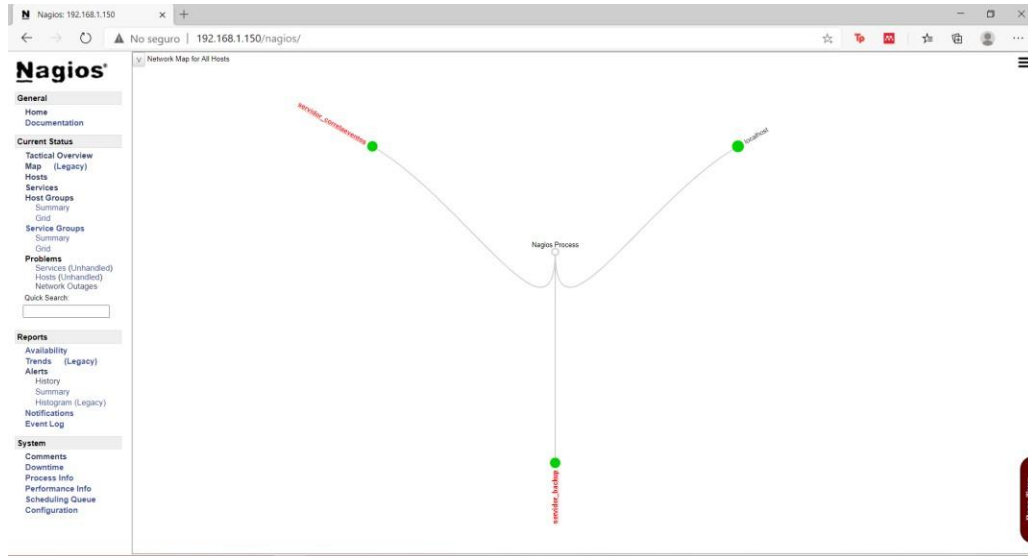 Nagios: 192.168.1.150
No seguro | 192.168.1.150/nagios/
Nagios®
General
Home
Documentation
Current Status
Tactical Overview
Map (Legacy)
Hosts
Services
Host Groups
Summary
Grid
Service Groups
Summary
Grid
Problems
Services (Unhandled)
Hosts (Unhandled)
Network Outages
Quick Search:
Reports
Availability
Trends (Legacy)
Alerts
History
Summary
Histogram (Legacy)
Notifications
Event Log
System
Comments
Downtime
Process Info
Performance Info
Scheduling Queue
Configuration
Network Map for All Hosts
servidor_correlaeventos
localhost
Nagios Process
servidor_backup